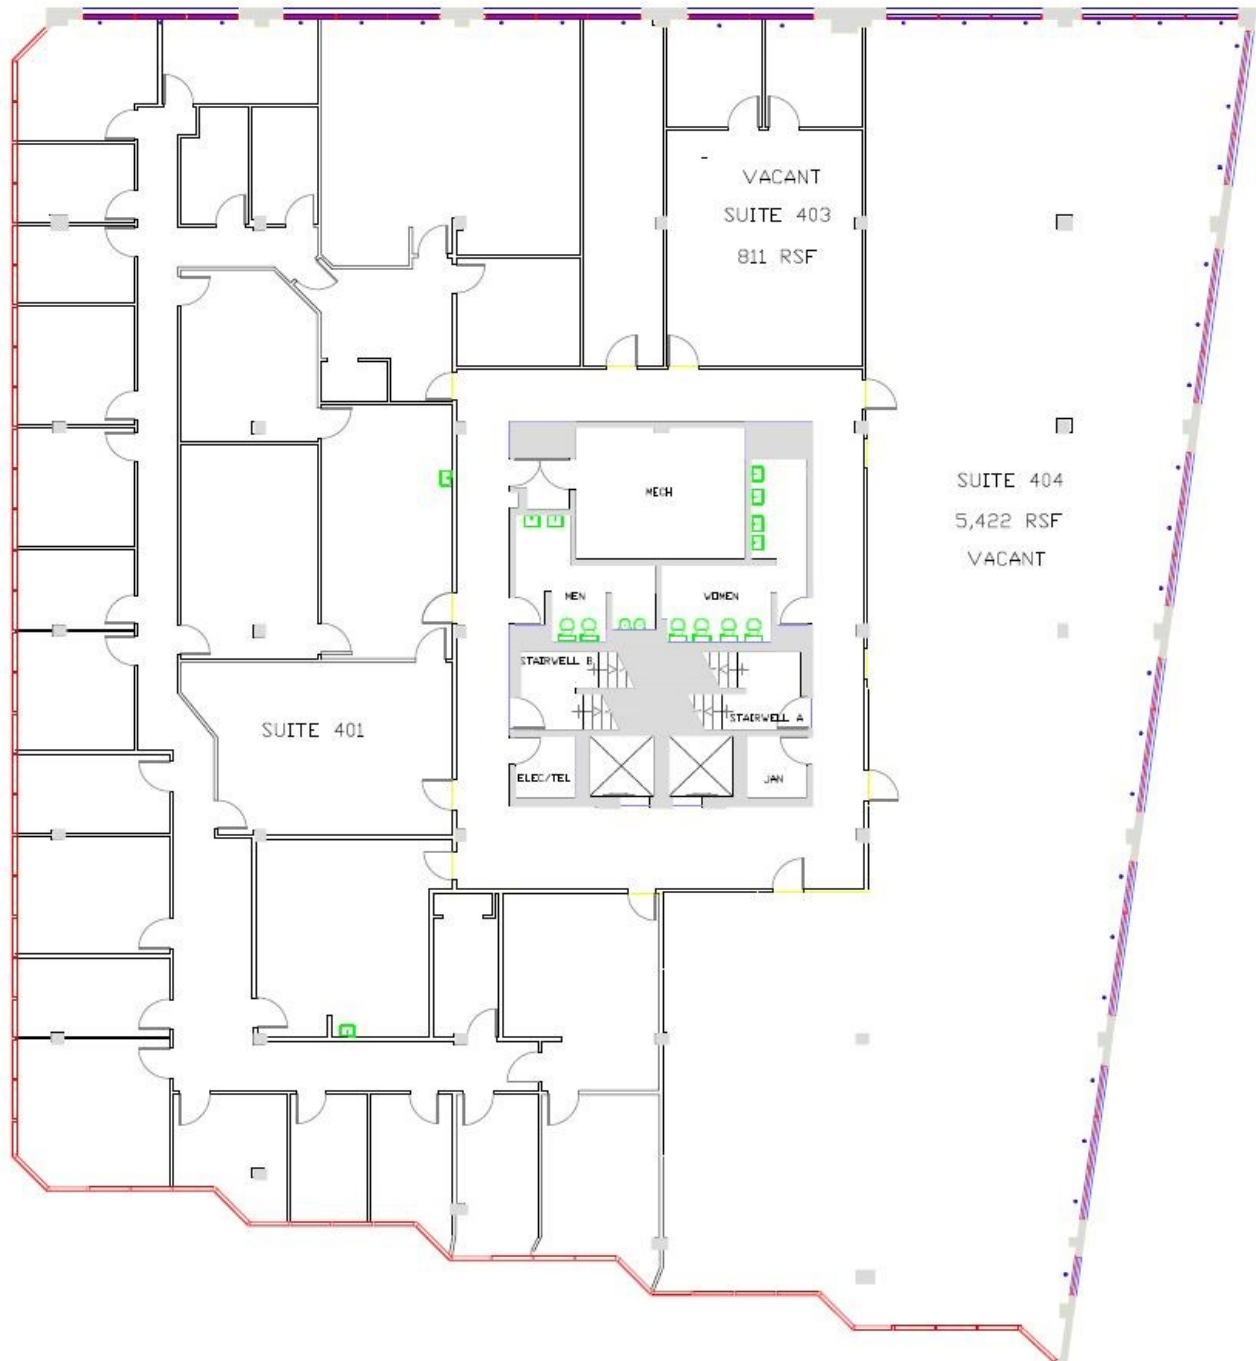 VACANT
SUITE 403
811 RSF
SUITE 404
5,422 RSF
VACANT
MECH
MEN
WOMEN
STAIRWELL B
STAIRWELL A
SUITE 401
ELEC/TEL
JAN